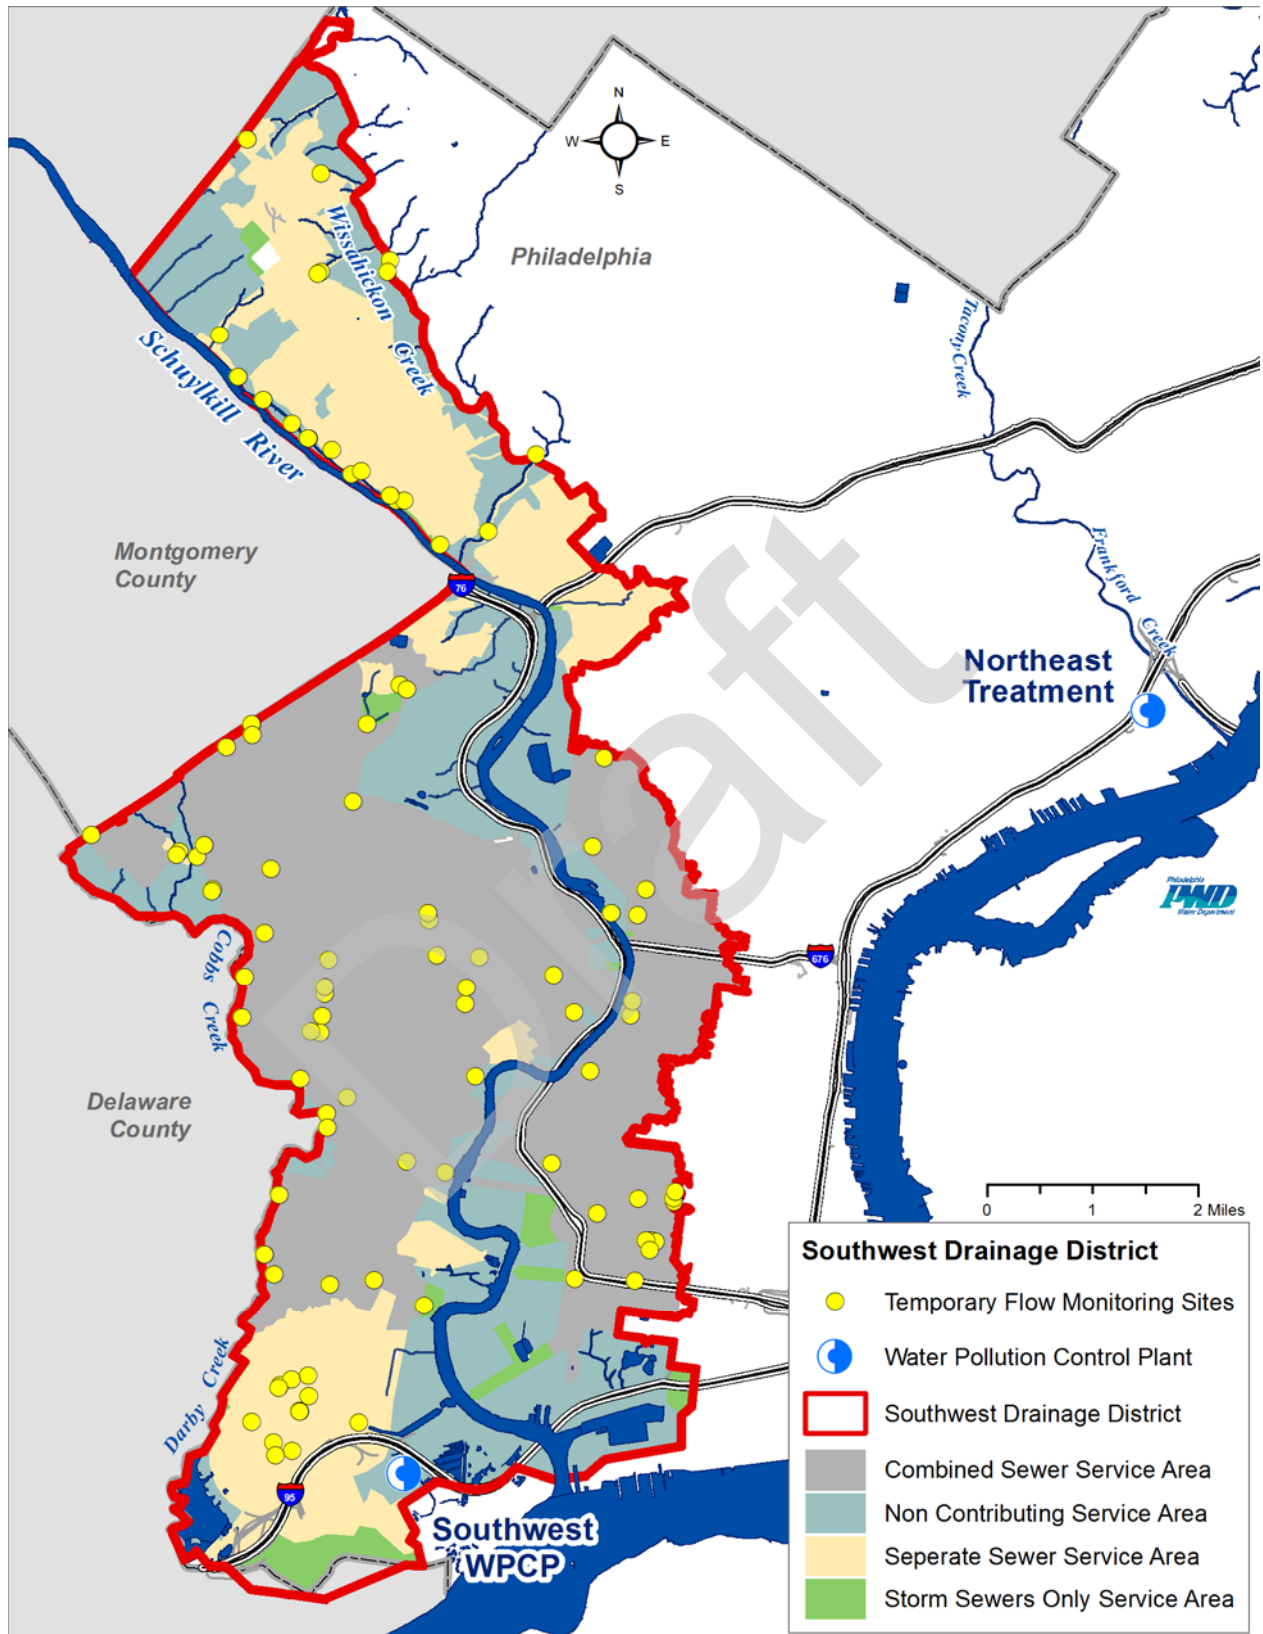 N
W E
S
Wissahickon Creek
Philadelphia
Tacony Creek
Schuylkill River
Montgomery
County
76
Frankford Creek
Northeast
Treatment
Philadelphia
PWD
Water Department
676
Cobbs Creek
Delaware
County
Draft
0 1 2 Miles
Darby Creek
95
Southwest
WPCP
Southwest Drainage District
Temporary Flow Monitoring Sites
Water Pollution Control Plant
Southwest Drainage District
Combined Sewer Service Area
Non Contributing Service Area
Seperate Sewer Service Area
Storm Sewers Only Service Area